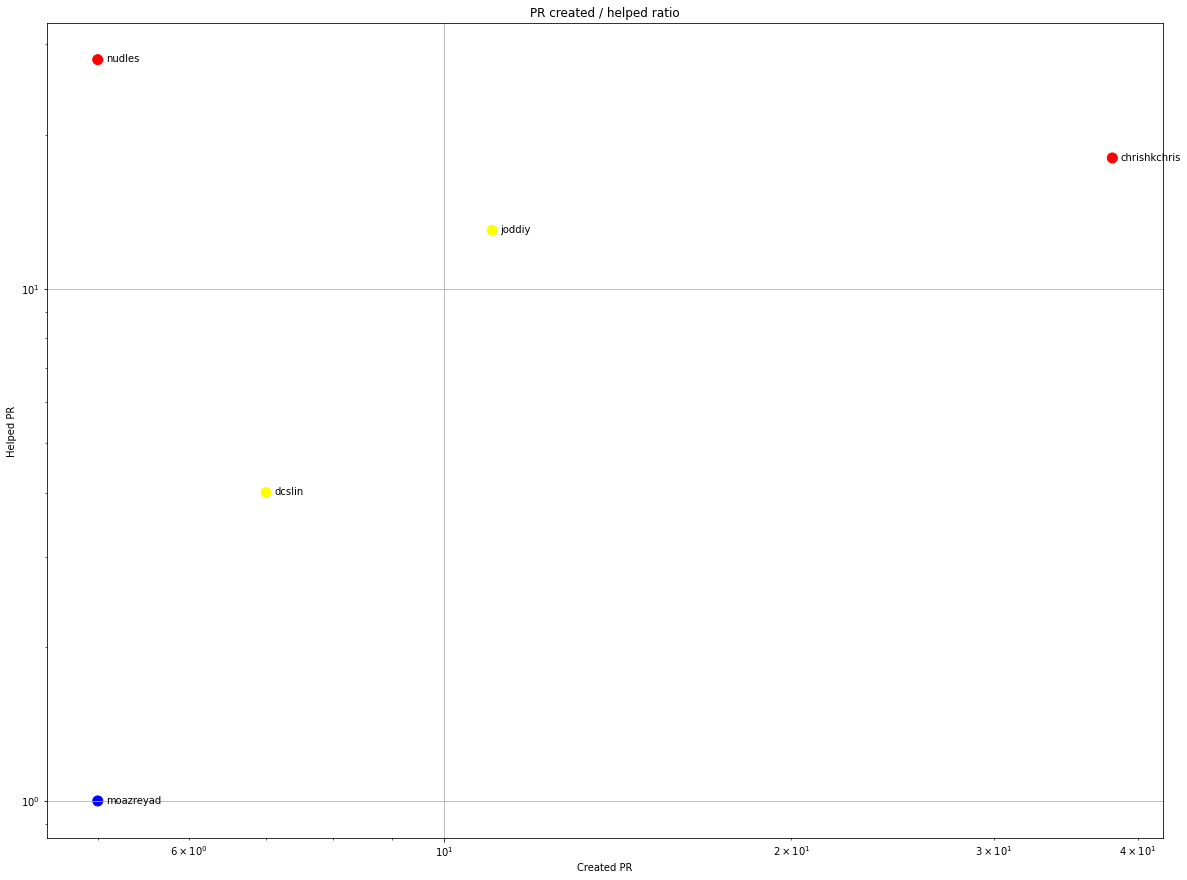 PR created / helped ratio
nudles
chrishkchris
joddiy
10¹
Helped PR
dcslin
10⁰
moazreyad
6 × 10⁰
10¹
2 × 10¹
3 × 10¹
4 × 10¹
Created PR